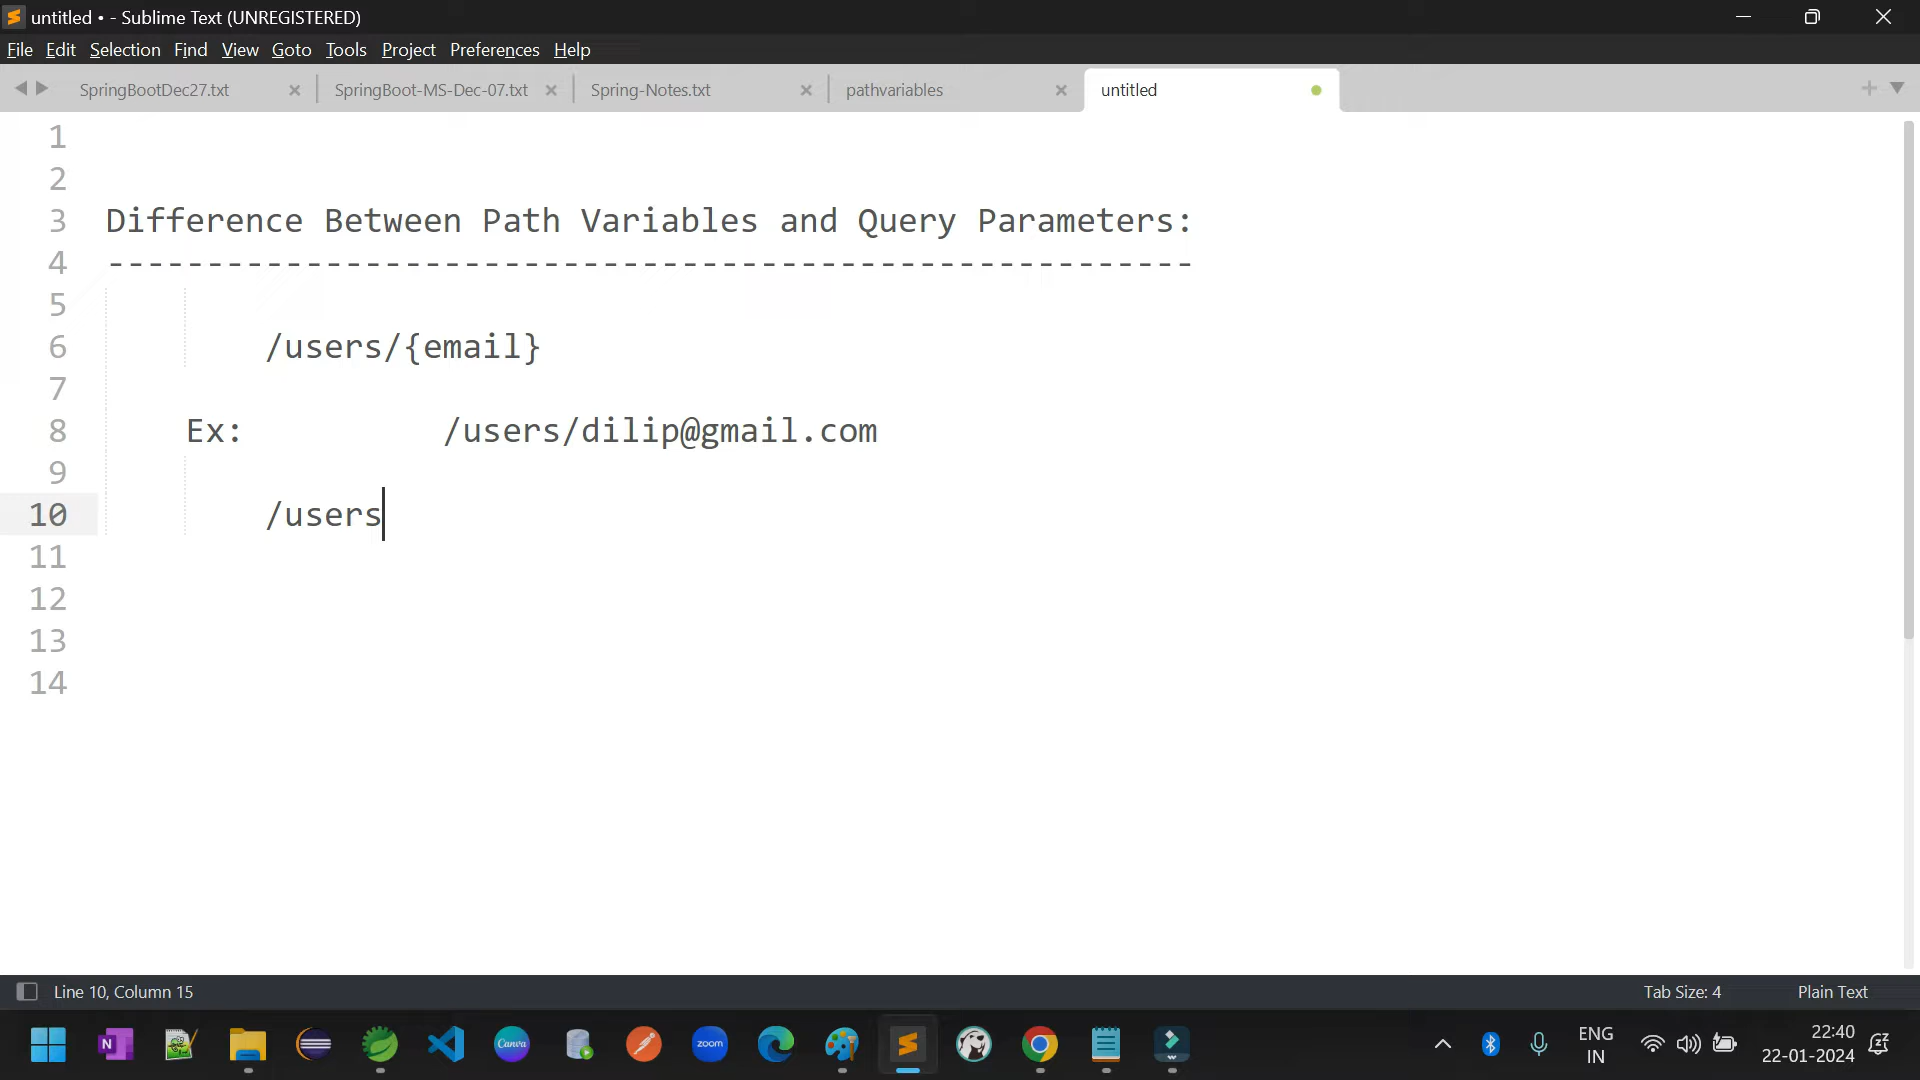 untitled • - Sublime Text (UNREGISTERED)
File Edit Selection Find View Goto Tools Project Preferences Help
SpringBootDec27.txt SpringBoot-MS-Dec-07.txt Spring-Notes.txt pathvariables untitled
1
2
3 Difference Between Path Variables and Query Parameters:
4 -------------------------------------------------------
5
6 /users/{email}
7
8 Ex: /users/dilip@gmail.com
9
10 /users
11
12
13
14
Line 10, Column 15 Tab Size: 4 Plain Text
N Canva zoom ENG 22:40
IN 22-01-2024